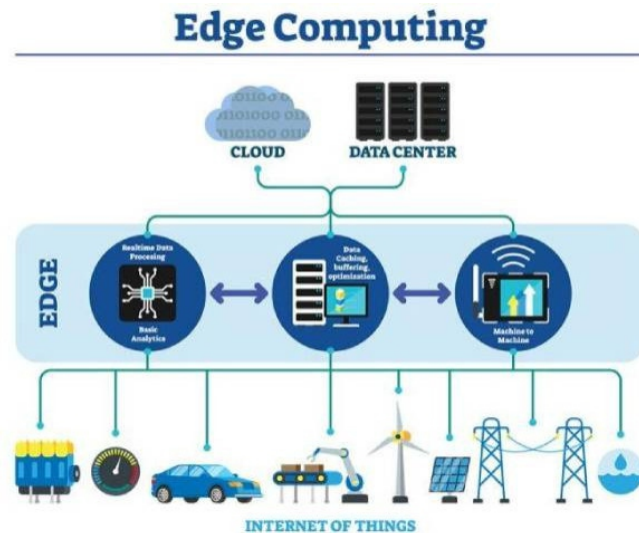 Edge Computing
CLOUD
DATA CENTER
EDGE
Realtime Data
Procesing
Basic
Analytics
Data
Caching,
buffering,
optimization
Machine to
Machine
INTERNET OF THINGS